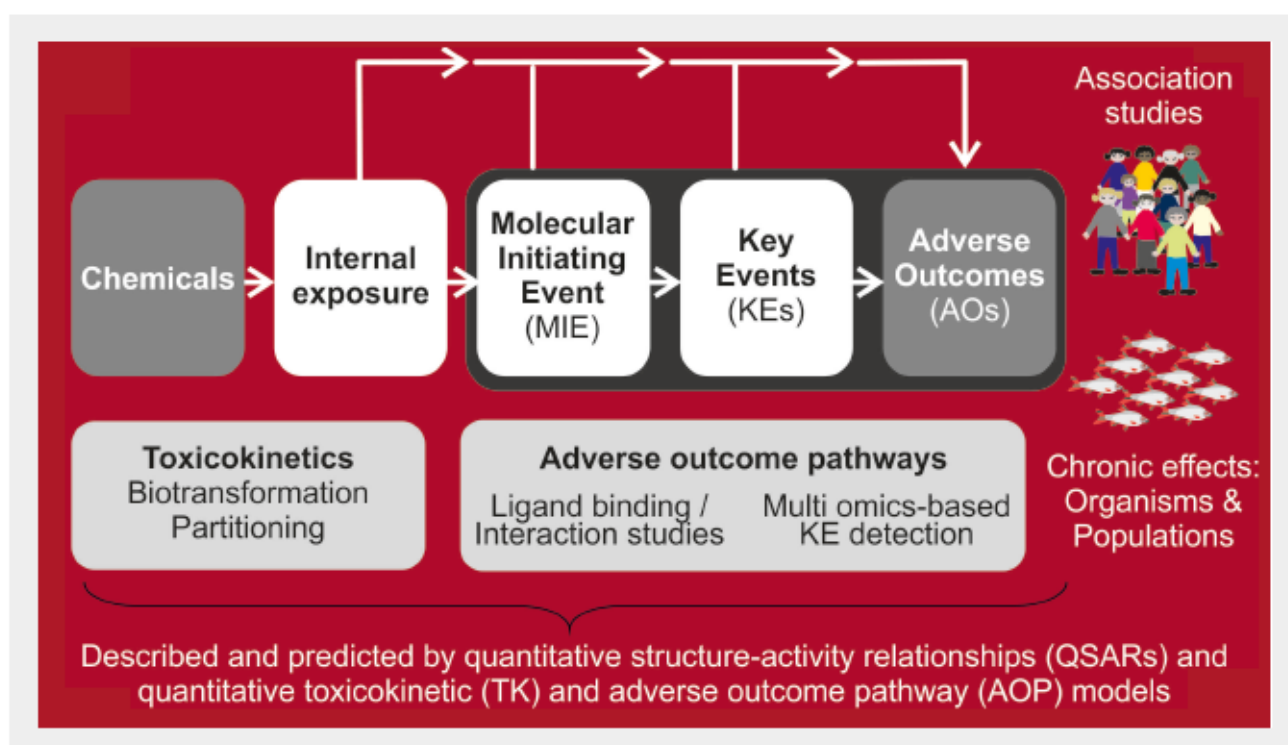 Association
studies
Chemicals
Internal
exposure
Molecular
Initiating
Event
(MIE)
Key
Events
(KEs)
Adverse
Outcomes
(AOs)
Toxicokinetics
Biotransformation
Partitioning
Adverse outcome pathways
Ligand binding /
Interaction studies
Multi omics-based
KE detection
Chronic effects:
Organisms &
Populations
Described and predicted by quantitative structure-activity relationships (QSARs) and
quantitative toxicokinetic (TK) and adverse outcome pathway (AOP) models